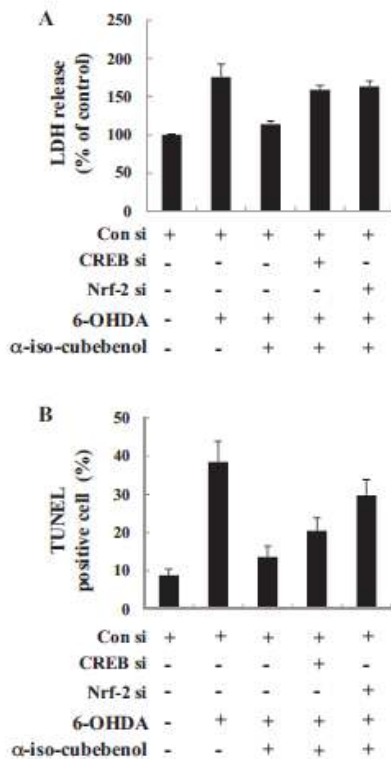 A
LDH release
(% of control)
250
200
150
100
50
0
Con si + + + + +
CREB si - - - + -
Nrf-2 si - - - - +
6-OHDA - + + + +
α-iso-cubebenol - - + + +
B
TUNEL
positive cell (%)
50
40
30
20
10
0
Con si + + + + +
CREB si - - - + -
Nrf-2 si - - - - +
6-OHDA - + + + +
α-iso-cubebenol - - + + +